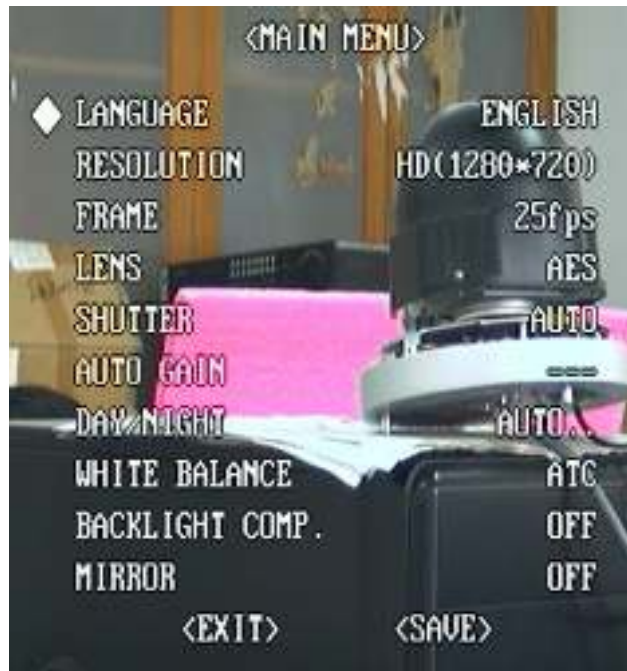 <MAIN MENU>
LANGUAGE ENGLISH
RESOLUTION HD(1280*720)
FRAME 25fps
LENS AES
SHUTTER AUTO
AUTO GAIN ---
DAY/NIGHT AUTO..
WHITE BALANCE ATC
BACKLIGHT COMP. OFF
MIRROR OFF
<EXIT> <SAVE>